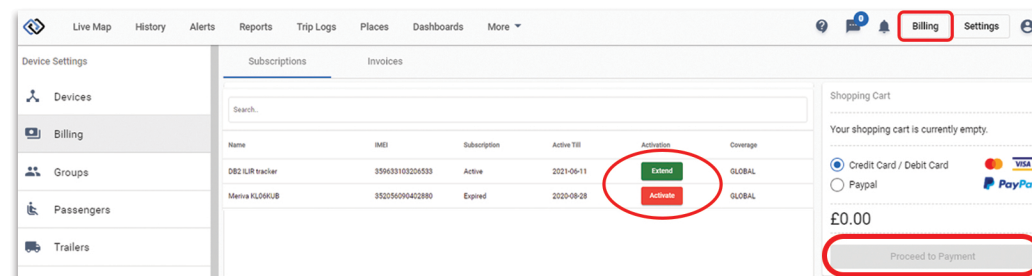 Live Map History Alerts Reports Trip Logs Places Dashboards More 0 Billing Settings
Device Settings
Devices
Billing
Groups
Passengers
Trailers
Subscriptions Invoices
Search..
Name IMEI Subscription Active Till Activation Coverage
DB2 ILIR tracker 359633103206533 Active 2021-06-11 Extend GLOBAL
Meriva KL06KUB 352056090402880 Expired 2020-08-28 Activate GLOBAL
Shopping Cart
Your shopping cart is currently empty.
Credit Card / Debit Card VISA
Paypal PayPa
£0.00
Proceed to Payment